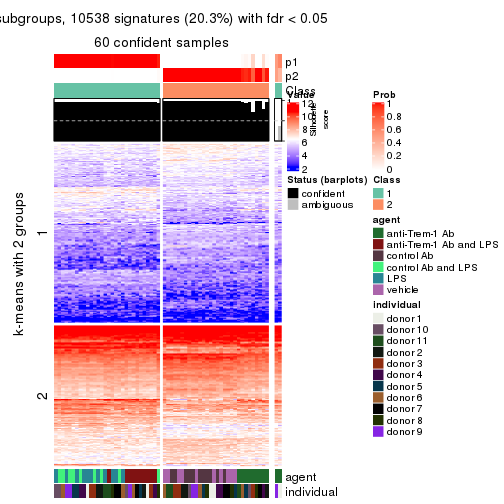 subgroups, 10538 signatures (20.3%) with fdr < 0.05
60 confident samples
p1
p2
Class
Silhouette
score
k-means with 2 groups
1
2
agent
individual
Value
12
10
8
6
4
2
Status (barplots)
confident
ambiguous
Prob
1
0.8
0.6
0.4
0.2
0
Class
1
2
agent
anti-Trem-1 Ab
anti-Trem-1 Ab and LPS
control Ab
control Ab and LPS
LPS
vehicle
individual
donor 1
donor 10
donor 11
donor 2
donor 3
donor 4
donor 5
donor 6
donor 7
donor 8
donor 9